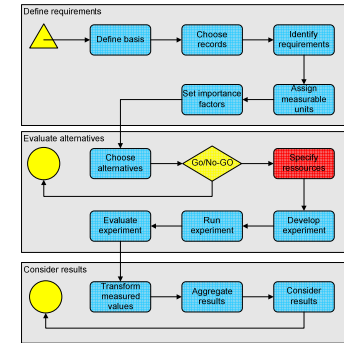 Define requirements
Define basis
Choose
records
Identify
requirements
Set importance
factors
Assign
measurable
units
Evaluate alternatives
Choose
alternatives
Go/No-GO
Specify
ressources
Evaluate
experiment
Run
experiment
Develop
experiment
Consider results
Transform
measured
values
Aggregate
results
Consider
results